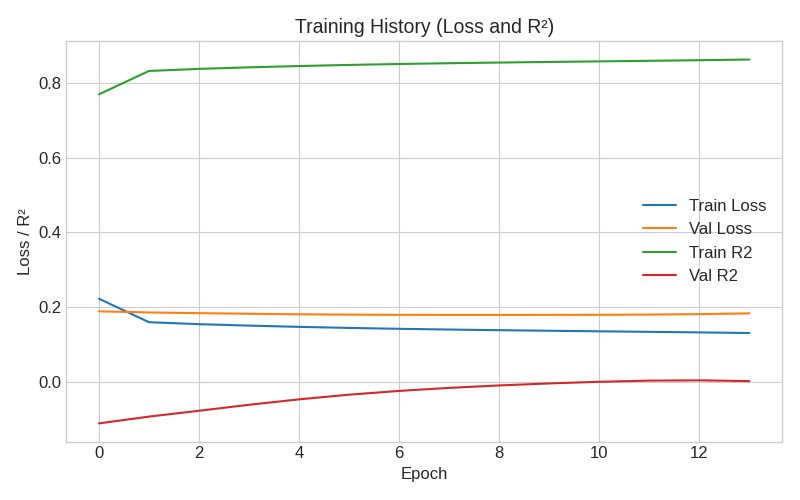 Training History (Loss and R²)
Loss / R²
0.8
0.6
0.4
0.2
0.0
Train Loss
Val Loss
Train R2
Val R2
0 2 4 6 8 10 12
Epoch